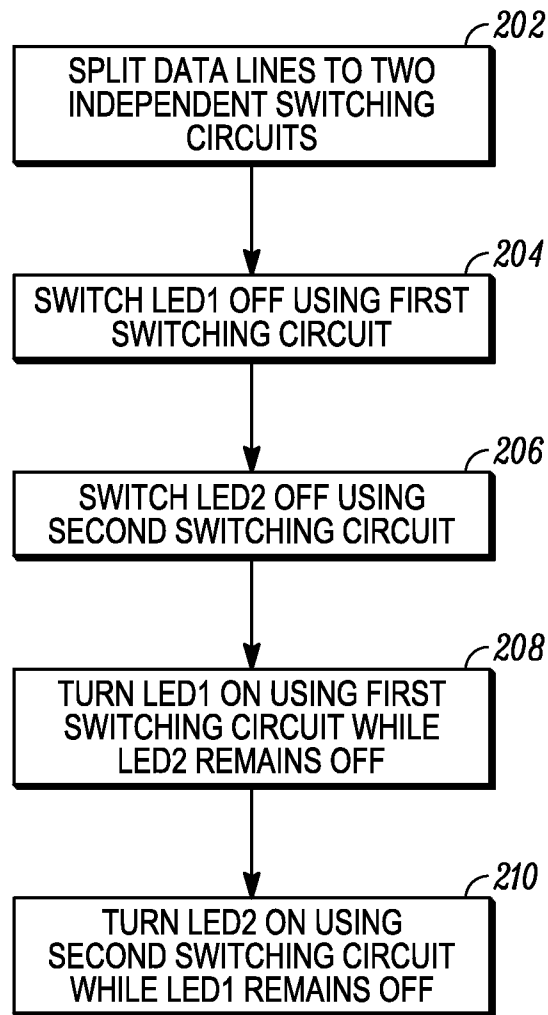 202
SPLIT DATA LINES TO TWO
INDEPENDENT SWITCHING
CIRCUITS
204
SWITCH LED1 OFF USING FIRST
SWITCHING CIRCUIT
206
SWITCH LED2 OFF USING
SECOND SWITCHING CIRCUIT
208
TURN LED1 ON USING FIRST
SWITCHING CIRCUIT WHILE
LED2 REMAINS OFF
210
TURN LED2 ON USING
SECOND SWITCHING CIRCUIT
WHILE LED1 REMAINS OFF